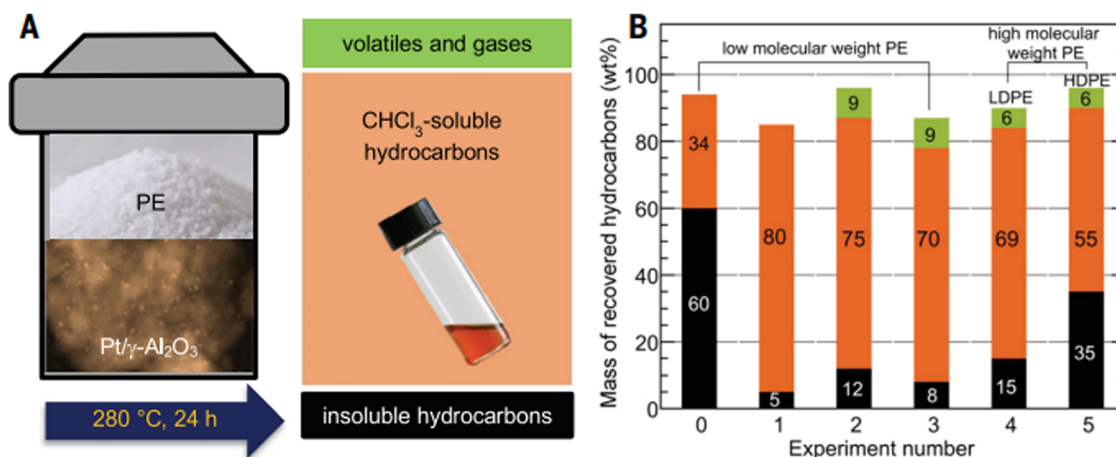 A
PE
Pt/γ-Al₂O₃
280 °C, 24 h
volatiles and gases
CHCl₃-soluble
hydrocarbons
insoluble hydrocarbons
B
Mass of recovered hydrocarbons (wt%)
100
80
60
40
20
0
low molecular weight PE
high molecular
weight PE
LDPE
HDPE
34
60
80
5
9
75
12
9
70
8
6
69
15
6
55
35
0 1 2 3 4 5
Experiment number